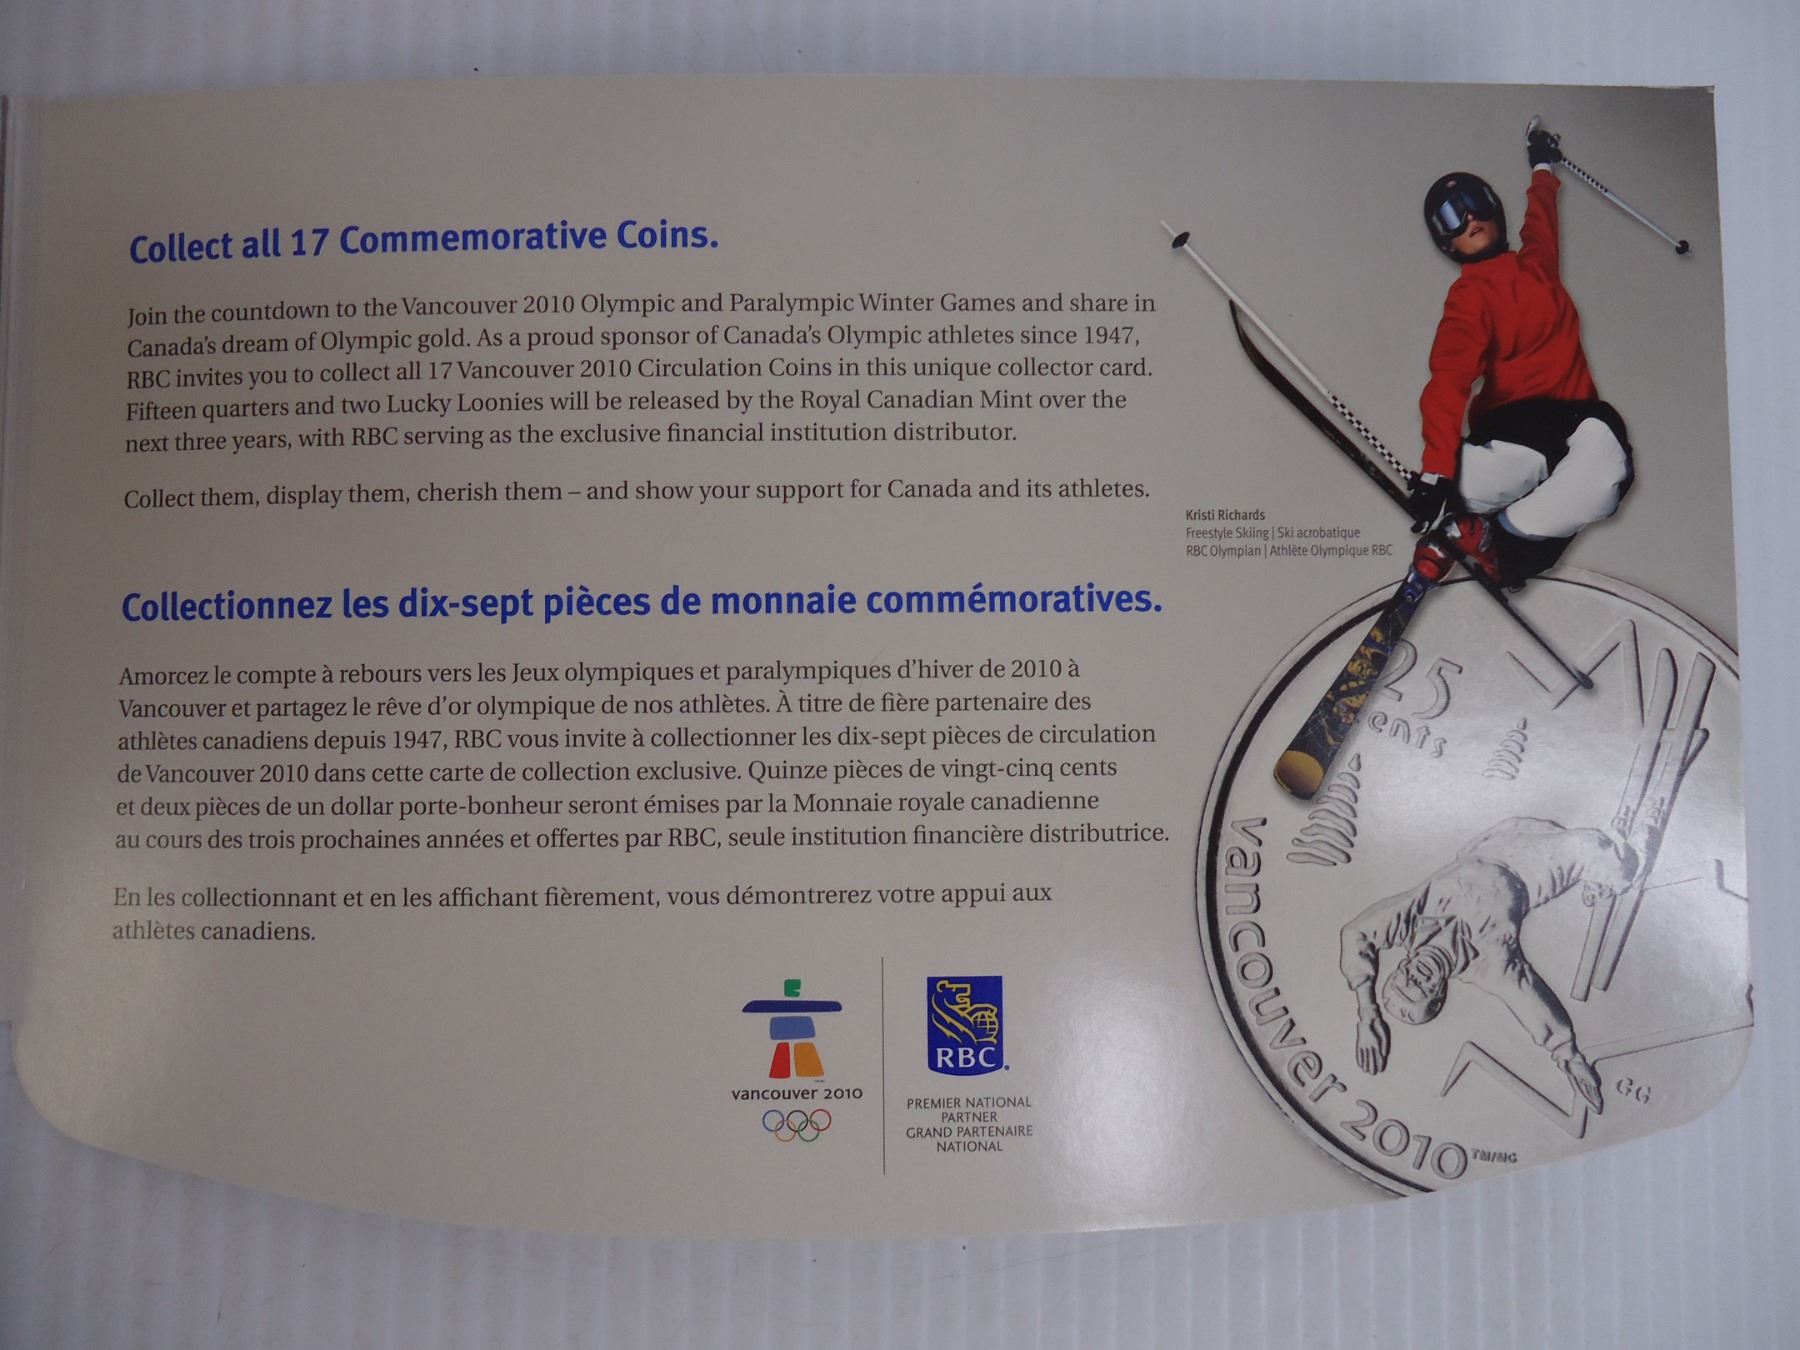 Collect all 17 Commemorative Coins.
Join the countdown to the Vancouver 2010 Olympic and Paralympic Winter Games and share in
Canada's dream of Olympic gold. As a proud sponsor of Canada's Olympic athletes since 1947,
RBC invites you to collect all 17 Vancouver 2010 Circulation Coins in this unique collector card.
Fifteen quarters and two Lucky Loonies will be released by the Royal Canadian Mint over the
next three years, with RBC serving as the exclusive financial institution distributor.
Collect them, display them, cherish them – and show your support for Canada and its athletes.
Kristi Richards
Freestyle Skiing | Ski acrobatique
RBC Olympian | Athlète Olympique RBC
Collectionnez les dix-sept pièces de monnaie commémoratives.
Amorcez le compte à rebours vers les Jeux olympiques et paralympiques d'hiver de 2010 à
Vancouver et partagez le rêve d'or olympique de nos athlètes. À titre de fière partenaire des
athlètes canadiens depuis 1947, RBC vous invite à collectionner les dix-sept pièces de circulation
de Vancouver 2010 dans cette carte de collection exclusive. Quinze pièces de vingt-cinq cents
et deux pièces de un dollar porte-bonheur seront émises par la Monnaie royale canadienne
au cours des trois prochaines années et offertes par RBC, seule institution financière distributrice.
En les collectionnant et en les affichant fièrement, vous démontrerez votre appui aux
athlètes canadiens.
25
ents
vancouver 2010 TM/MC
GG
vancouver 2010
RBC
PREMIER NATIONAL
PARTNER
GRAND PARTENAIRE
NATIONAL